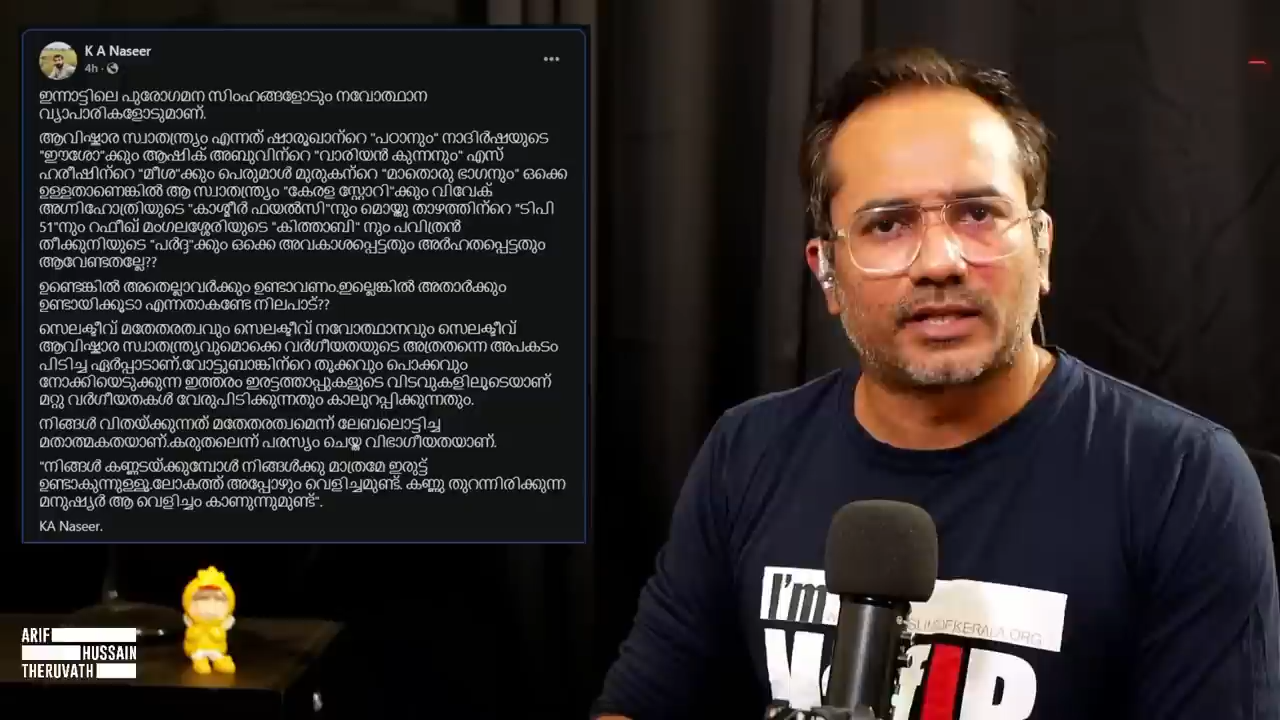 K A Naseer
4h
ഇന്നാട്ടിലെ പുരോഗമന സിംഹങ്ങളോടും നവോത്ഥാന
വ്യാപാരികളോടുമാണ്.
ആവിഷ്കാര സ്വാതന്ത്ര്യം എന്നത് ഷാരൂഖാന്റെ "പഠാനും" നാദിർഷയുടെ
"ഈശോ"ക്കും ആഷിക് അബുവിന്റെ "വാരിയൻ കുന്നനും" എസ്
ഹരീഷിന്റെ "മീശ"ക്കും പെരുമാൾ മുരുകന്റെ "മാതൊരു ഭാഗനും" ഒക്കെ
ഉള്ളതാണെങ്കിൽ ആ സ്വാതന്ത്ര്യം "കേരള സ്റ്റോറി"ക്കും വിവേക്
അഗ്നിഹോത്രിയുടെ "കാശ്മീർ ഫയൽസി"നും മൊയ്തു താഴത്തിന്റെ "ടിപി
51"നും റഫീഖ് മംഗലശ്ശേരിയുടെ "കിത്താബി" നും പവിത്രൻ
തീക്കുനിയുടെ "പർദ്ദ"ക്കും ഒക്കെ അവകാശപ്പെട്ടതും അർഹതപ്പെട്ടതും
ആവേണ്ടതല്ലേ??
ഉണ്ടെങ്കിൽ അതെല്ലാവർക്കും ഉണ്ടാവണം.ഇല്ലെങ്കിൽ അതാർക്കും
ഉണ്ടായിക്കൂടാ എന്നതാകണ്ടേ നിലപാട്??
സെലക്ടീവ് മതേതരത്വവും സെലക്ടീവ് നവോത്ഥാനവും സെലക്ടീവ്
ആവിഷ്കാര സ്വാതന്ത്ര്യവുമൊക്കെ വർഗീയതയുടെ അത്രതന്നെ അപകടം
പിടിച്ച ഏർപ്പാടാണ്.വോട്ടുബാങ്കിന്റെ തൂക്കവും പൊക്കവും
നോക്കിയെടുക്കുന്ന ഇത്തരം ഇരട്ടത്താപ്പുകളുടെ വിടവുകളിലൂടെയാണ്
മറ്റു വർഗീയതകൾ വേരുപിടിക്കുന്നതും കാലുറപ്പിക്കുന്നതും.
നിങ്ങൾ വിതയ്ക്കുന്നത് മതേതരത്വമെന്ന് ലേബലൊട്ടിച്ച
മതാത്മകതയാണ്.കരുതലെന്ന് പരസ്യം ചെയ്ത വിഭാഗീയതയാണ്.
"നിങ്ങൾ കണ്ണടയ്ക്കുമ്പോൾ നിങ്ങൾക്കു മാത്രമേ ഇരുട്ട്
ഉണ്ടാകുന്നുള്ളൂ.ലോകത്ത് അപ്പോഴും വെളിച്ചമുണ്ട്. കണ്ണു തുറന്നിരിക്കുന്ന
മനുഷ്യർ ആ വെളിച്ചം കാണുന്നുമുണ്ട്".
KA Naseer.
ARIF
HUSSAIN
THERUVATH
I'm